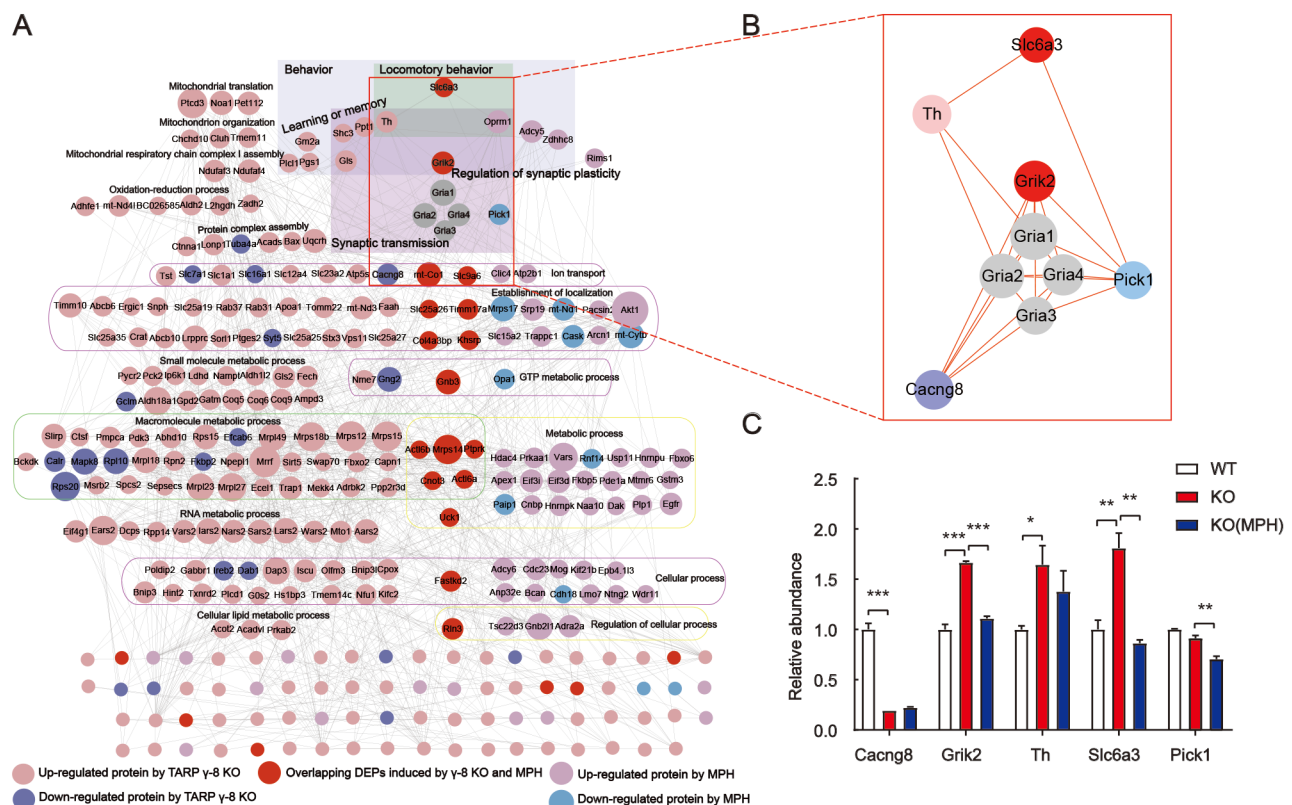 A
B
Behavior
Locomotory behavior
Slc6a3
Mitochondrial translation
Ptcd3 Noa1 Pet112
Mitochondrion organization
Chchd10 Cluh Tmem11
Learning or memory
Grn2a Shc3 Ppt1 Th Oprm1 Adcy5 Zdhhc8
Mitochondrial respiratory chain complex I assembly
Plcl1 Pgs1 Gls Grik2 Rims1
Ndufaf3 Ndufaf4
Regulation of synaptic plasticity
Oxidation-reduction process
Gria1
Adhfe1 mt-Nd4l BC026585 Aldh2 L2hgdh Zadh2
Gria2 Gria4 Pick1
Gria3
Protein complex assembly
Ctnna1 Lonp1 Tuba4a Acads Bax Uqcrh
Synaptic transmission
Tst Slc7a1 Slc1a1 Slc16a1 Slc12a4 Slc23a2 Atp5s Cacng8 mt-Co1 Slc9a6 Clic4 Atp2b1 Ion transport
Establishment of localization
Timm10 Abcb6 Ergic1 Snph Slc25a19 Rab37 Rab31 Apoa1 Tomm22 mt-Nd3 Faah Slc25a26 Timm17a Mrps17 Srp19 mt-Nd1 Pacsin2 Akt1
Slc25a35 Crat Abcb10 Lrpprc Sorl1 Ptges2 Syt5 Slc25a25 Stx3 Vps11 Slc25a27 Col4a3bp Khsrp Slc15a2 Trappc1 Cask Arcn1 mt-Cytb
Small molecule metabolic process
Pycr2 Pck2 Ip6k1 Ldhd Nampt Aldh1l2 Gls2 Fech
Nme7 Gng2 Gnb3 Opa1 GTP metabolic process
Gclm Aldh18a1 Gpd2 Gatm Coq5 Coq6 Coq9 Ampd3
Macromolecule metabolic process
Slirp Ctsf Pmpca Pdk3 Abhd10 Rps15 Efcab6 Mrpl49 Mrps18b Mrps12 Mrps15
Actl6b Mrps14 Ptprk
Metabolic process
Hdac4 Prkaa1 Vars Rnf14 Usp11 Hnrnpu Fbxo6
Bckdk Calr Mapk8 Rpl10 Mrpl18 Rpn2 Fkbp2 Npepl1 Mrrf Sirt5 Swap70 Fbxo2 Capn1
Cnot3 Actl6a
Apex1 Eif3i Eif3d Fkbp5 Pde1a Mtmr6 Gstm3
Rps20 Msrb2 Spcs2 Sepsecs Mrpl23 Mrpl27 Ecel1 Trap1 Mekk4 Adrbk2 Ppp2r3d
Paip1 Cnbp Hnrnpk Naa10 Dak Plp1 Egfr
Uck1
RNA metabolic process
Eif4g1 Ears2 Dcps Rpp14 Vars2 Iars2 Nars2 Sars2 Lars2 Wars2 Mto1 Aars2
Poldip2 Gabbr1 Ireb2 Dab1 Dap3 Iscu Olfm3 Bnip3l Cpox
Fastkd2
Adcy6 Cdc23 Mog Kif21b Epb4.1l3
Cellular process
Bnip3 Hint2 Txnrd2 Plcd1 G0s2 Hs1bp3 Tmem14c Nfu1 Kifc2
Anp32e Bcan Cdh18 Lmo7 Ntng2 Wdr11
Cellular lipid metabolic process
Acot2 Acadvl Prkab2
Rln3
Tsc22d3 Gnb2l1 Adra2a
Regulation of cellular process
Up-regulated protein by TARP γ-8 KO
Overlapping DEPs induced by γ-8 KO and MPH
Up-regulated protein by MPH
Down-regulated protein by TARP γ-8 KO
Down-regulated protein by MPH
Slc6a3
Th
Grik2
Gria1
Gria2 Gria4 Pick1
Gria3
Cacng8
C
WT
KO
KO(MPH)
Relative abundance
2.5
2.0
1.5
1.0
0.5
0.0
***
*** ***
*
** **
**
Cacng8 Grik2 Th Slc6a3 Pick1